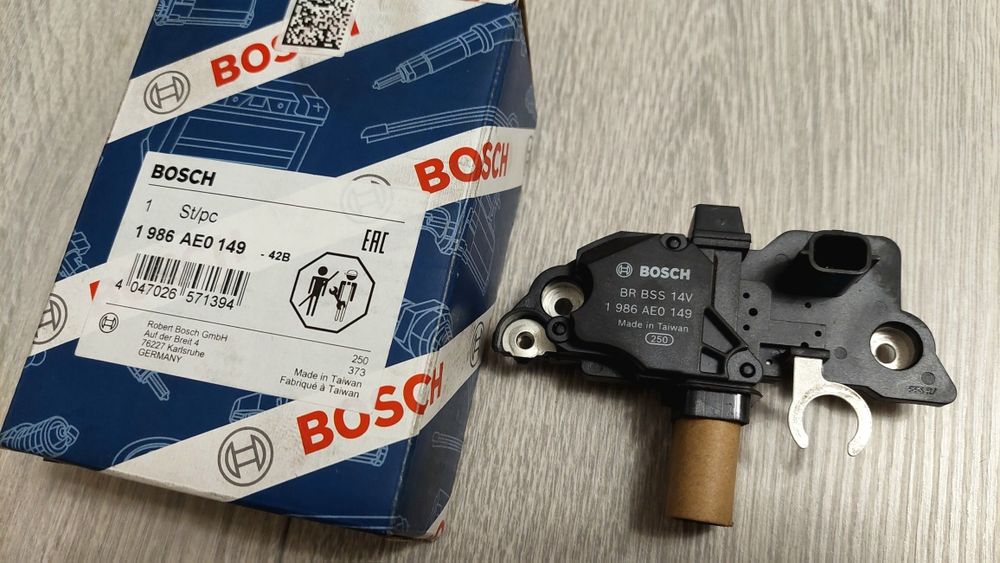 BOSCH
BOSCH
BOSCH
1 St/pc
1 986 AE0 149 - 42B
EAC
4 047026 571394
Robert Bosch GmbH
Auf der Breit 4
76227 Karlsruhe
GERMANY
250
373
Made in Taiwan
Fabriqué à Taiwan
BOSCH
BOSCH
BR BSS 14V
1 986 AE0 149
Made in Taiwan
250